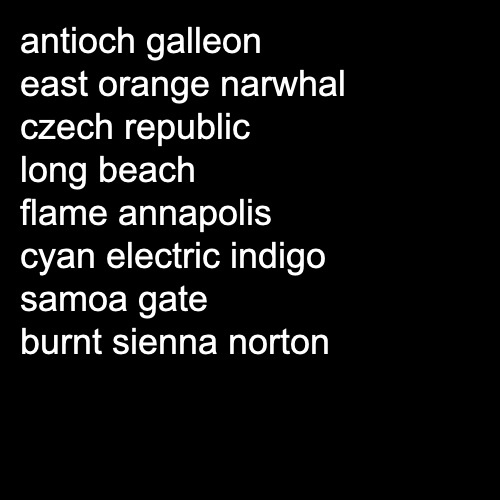 antioch galleon
east orange narwhal
czech republic
long beach
flame annapolis
cyan electric indigo
samoa gate
burnt sienna norton